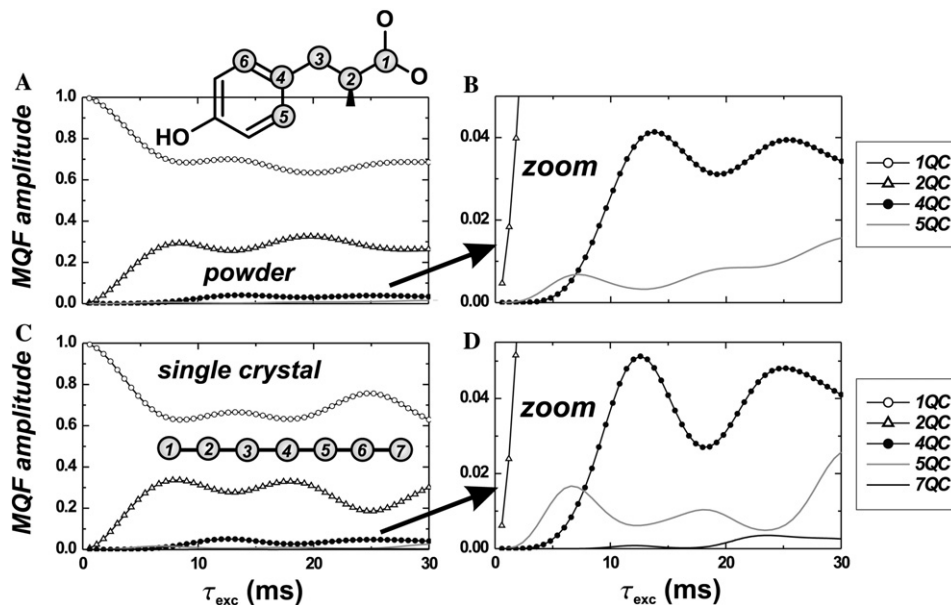 A
O
O
6
3
1
4
2
5
HO
MQF amplitude
1.0
0.8
0.6
0.4
0.2
0.0
powder
B
0.04
0.02
0.00
zoom
1QC
2QC
4QC
5QC
C
MQF amplitude
1.0
0.8
0.6
0.4
0.2
0.0
single crystal
1 2 3 4 5 6 7
0 10 20 30
τexc (ms)
D
0.04
0.02
0.00
zoom
0 10 20 30
τexc (ms)
1QC
2QC
4QC
5QC
7QC